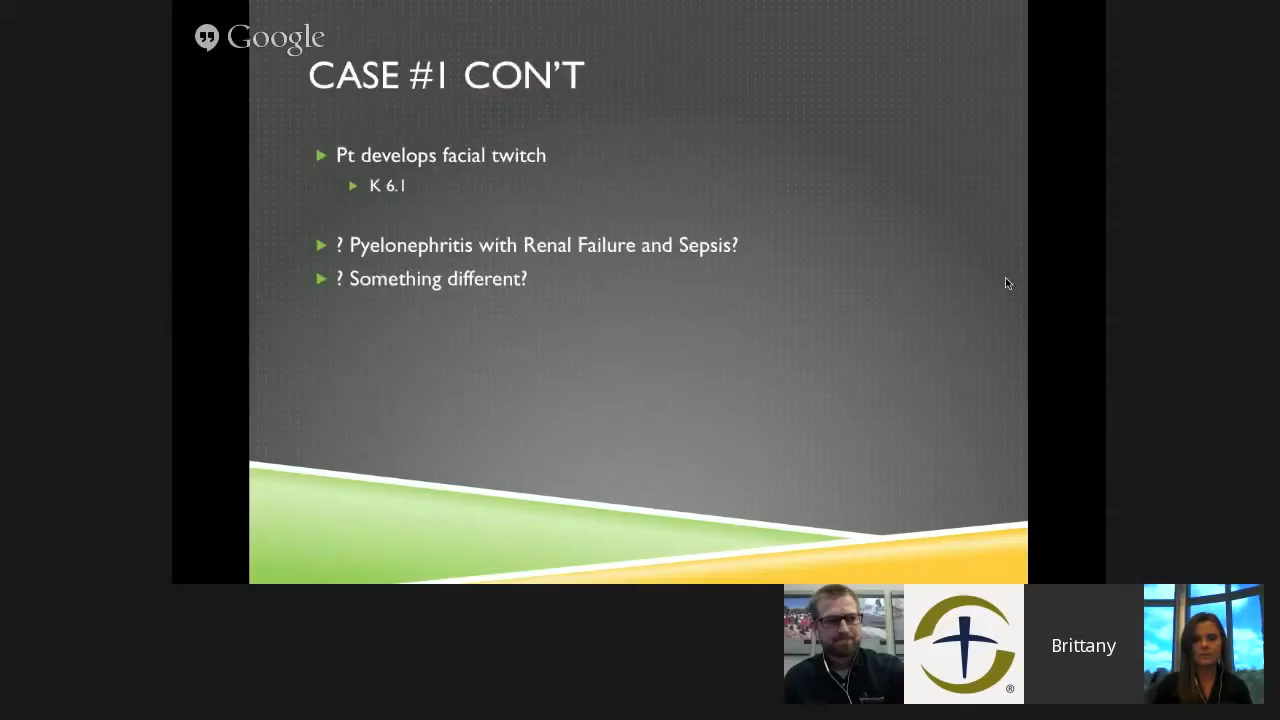 Google
CASE #1 CON'T
Pt develops facial twitch
K 6.1
? Pyelonephritis with Renal Failure and Sepsis?
? Something different?
Brittany
®